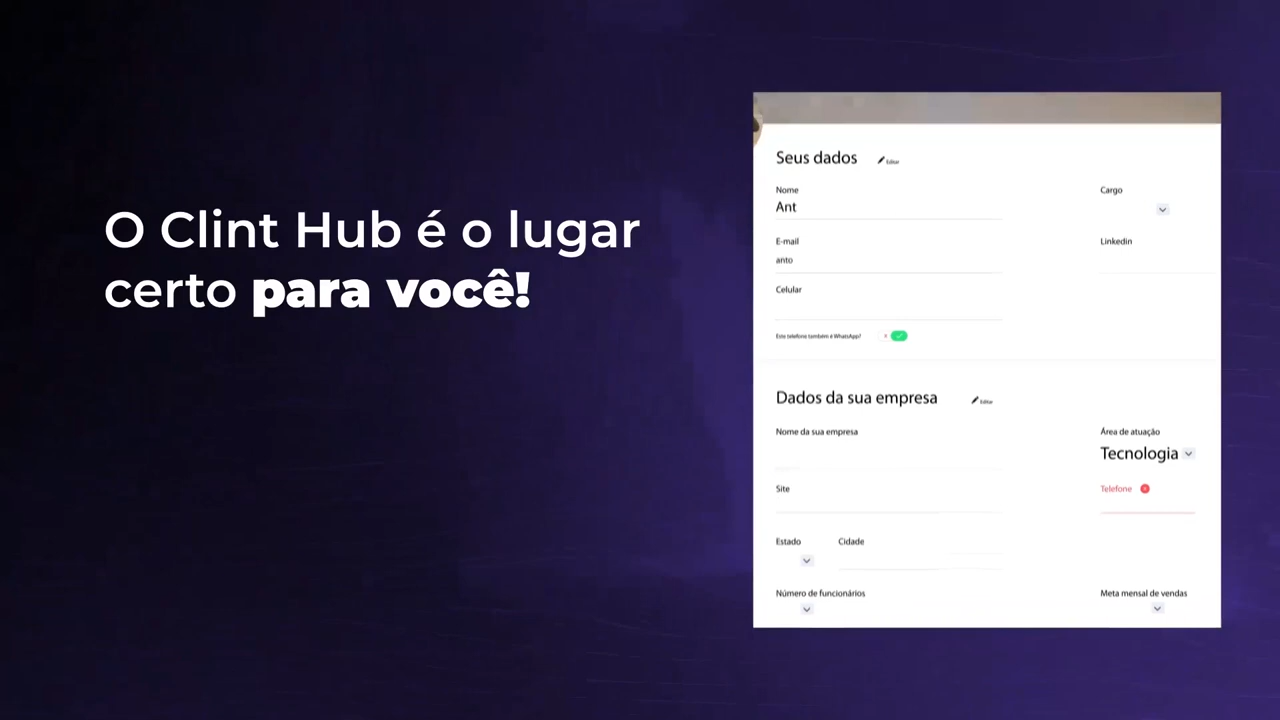 O Clint Hub é o lugar
certo para você!
Seus dados
Editar
Nome
Cargo
Ant
E-mail
Linkedin
anto
Celular
Este telefone também é WhatsApp?
Dados da sua empresa
Editar
Nome da sua empresa
Área de atuação
Tecnologia
Site
Telefone
Estado
Cidade
Número de funcionários
Meta mensal de vendas